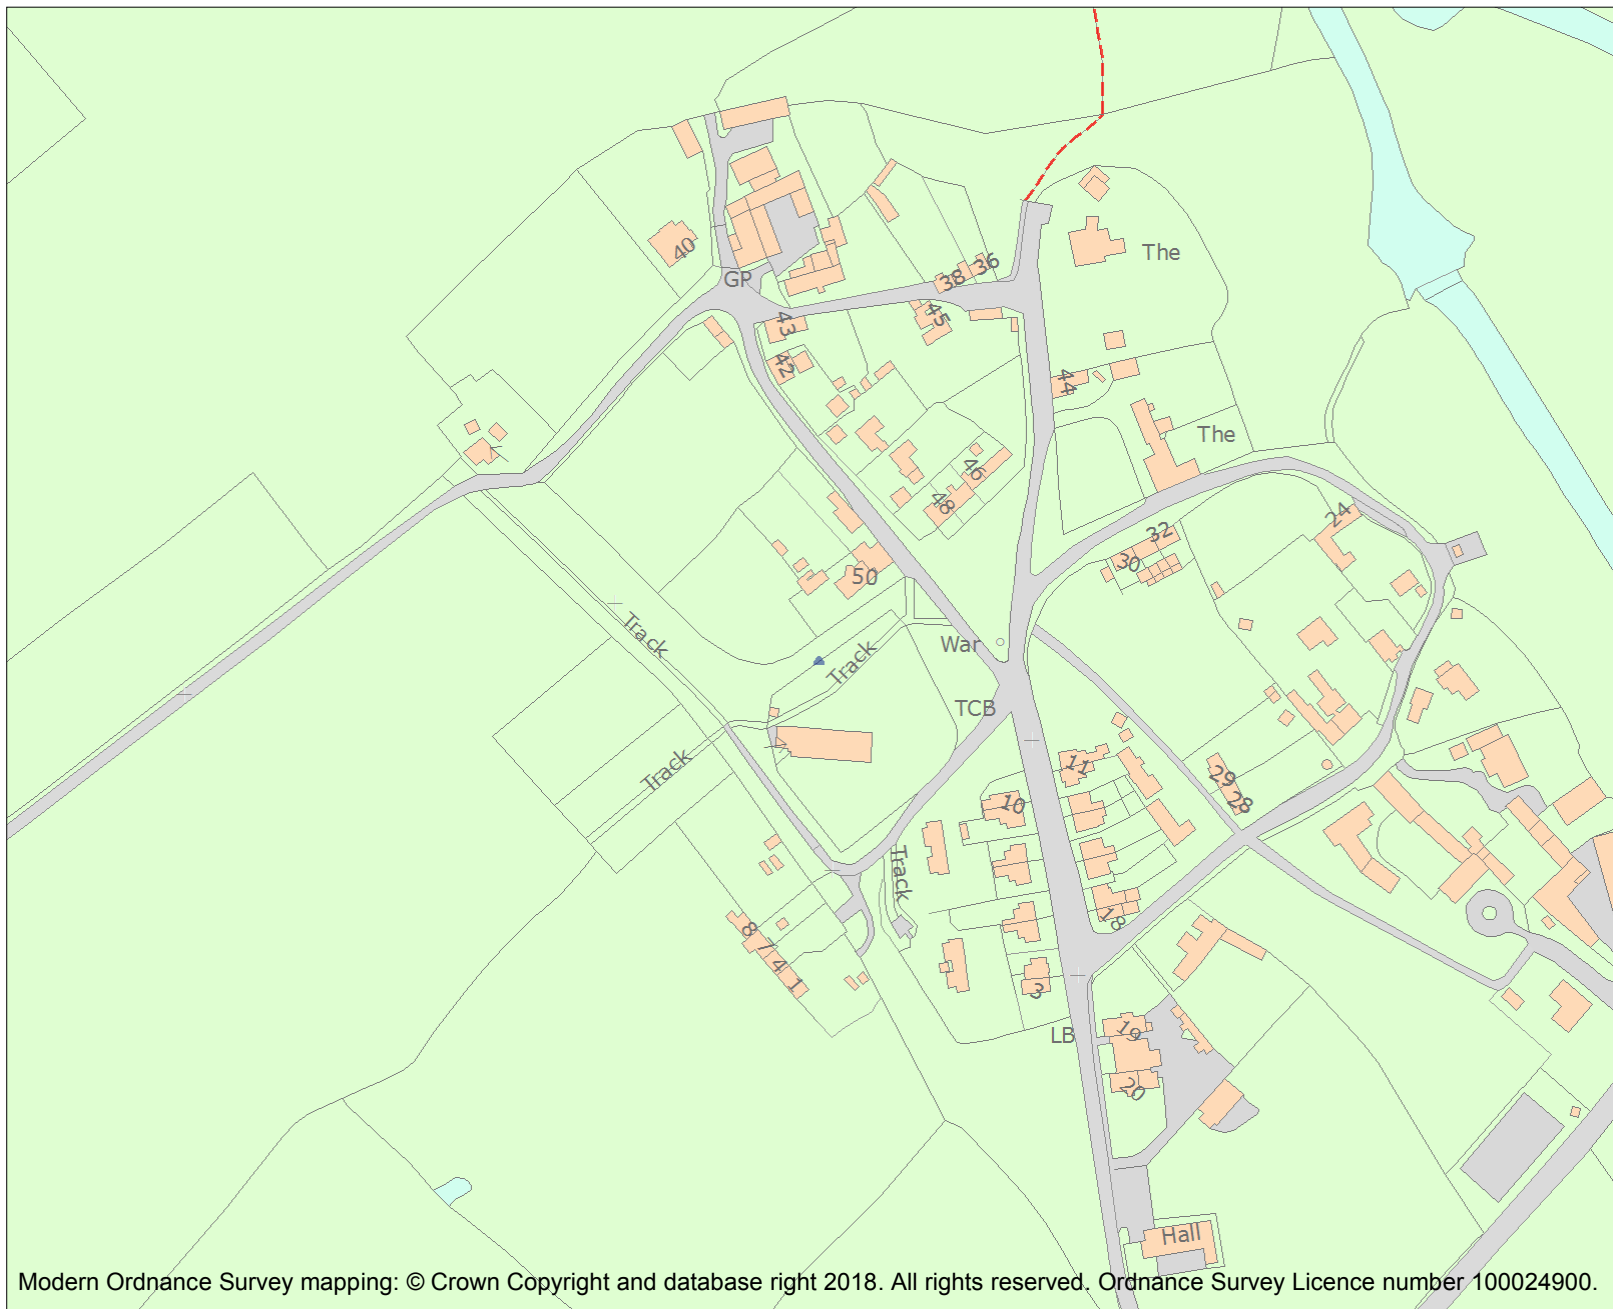 40
The
GP
38
36
43
45
42
44
The
46
48
24
32
30
50
Track
War
Track
TCB
11
Track
29
28
10
Track
18
8
7
4
1
3
19
LB
20
Hall
Modern Ordnance Survey mapping: © Crown Copyright and database right 2018. All rights reserved. Ordnance Survey Licence number 100024900.